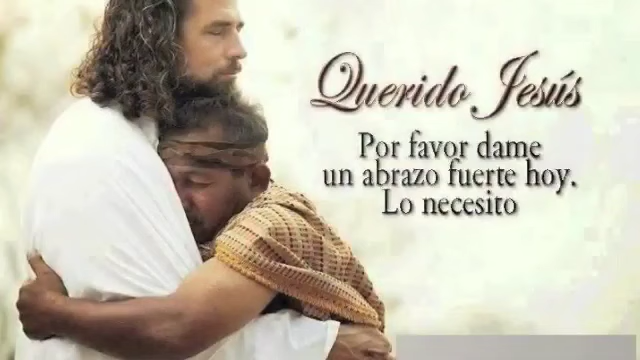 Querido Jesús
Por favor dame
un abrazo fuerte hoy.
Lo necesito